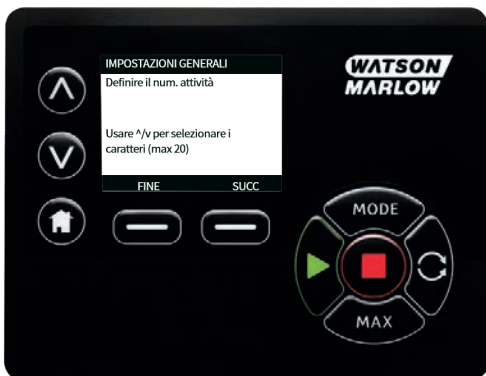 IMPOSTAZIONI GENERALI
Definire il num. attività
Usare ^/v per selezionare i
caratteri (max 20)
FINE SUCC
WATSON
MARLOW
MODE
MAX